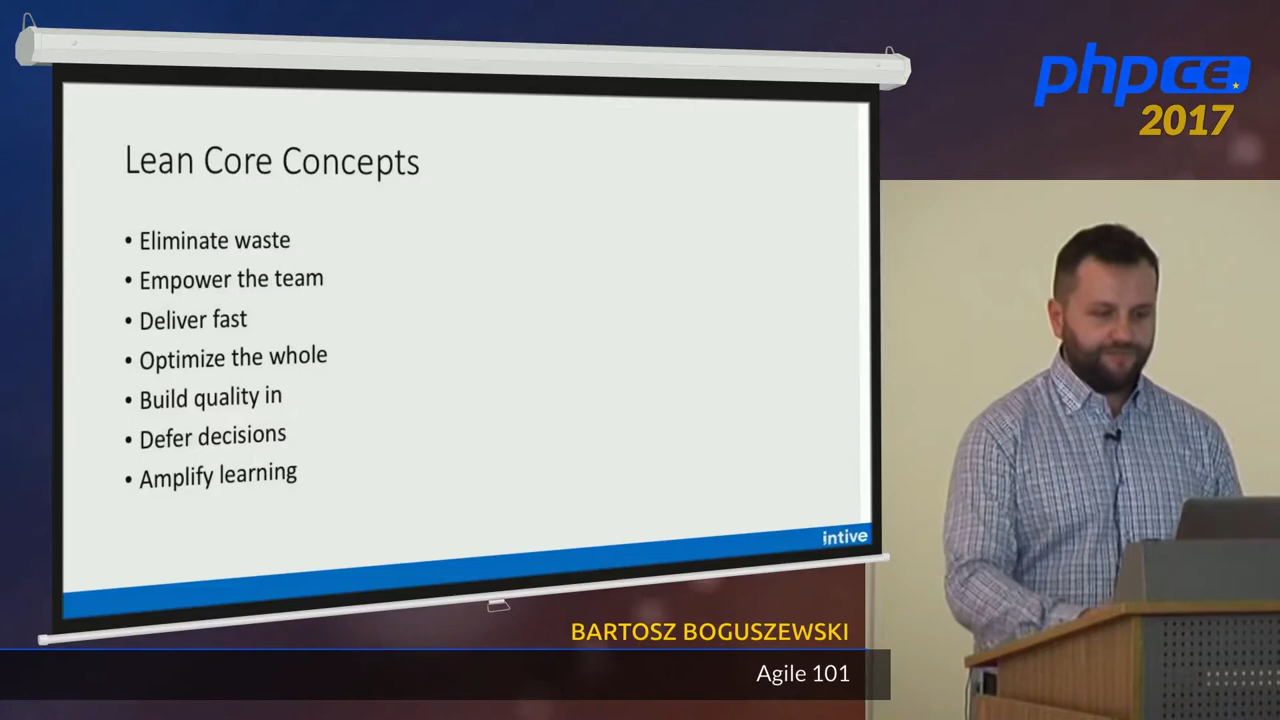 phpCE
2017
Lean Core Concepts
• Eliminate waste
• Empower the team
• Deliver fast
• Optimize the whole
• Build quality in
• Defer decisions
• Amplify learning
intive
BARTOSZ BOGUSZEWSKI
Agile 101